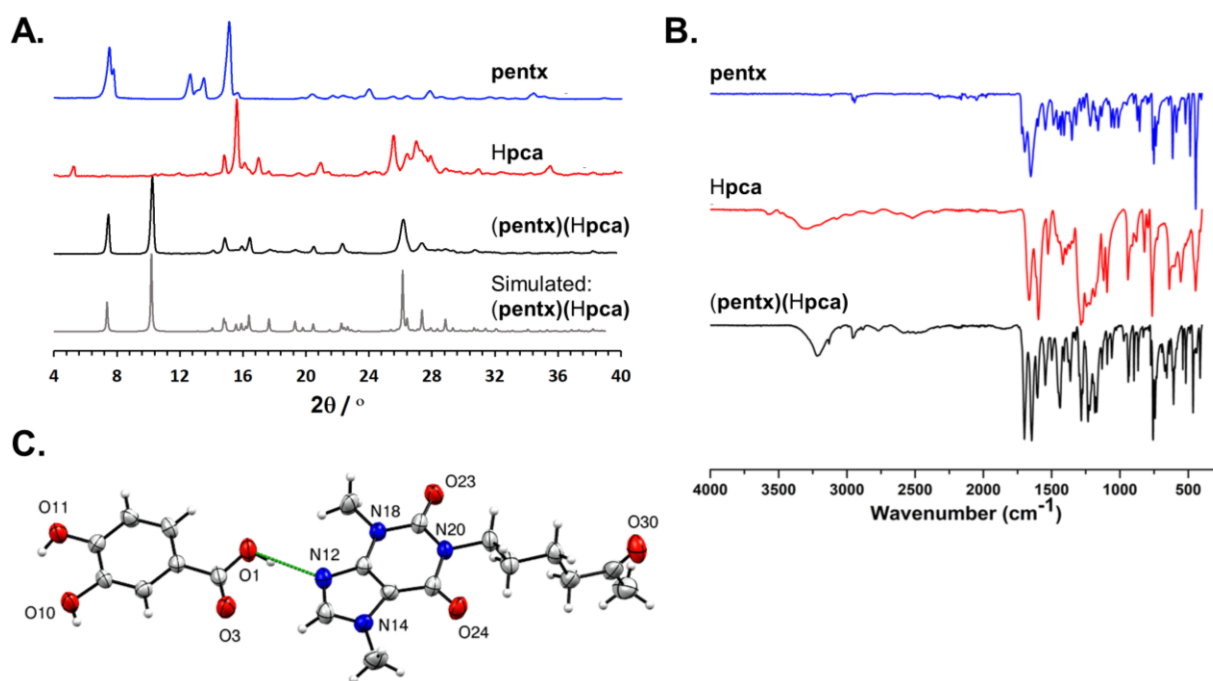 A.
pentx
Hpca
(pentx)(Hpca)
Simulated:
(pentx)(Hpca)
4 8 12 16 20 24 28 32 36 40
2θ / °
B.
pentx
Hpca
(pentx)(Hpca)
4000 3500 3000 2500 2000 1500 1000 500
Wavenumber (cm⁻¹)
C.
O23
O30
O11
N18
N20
N12
O1
O10
O3
N14
O24